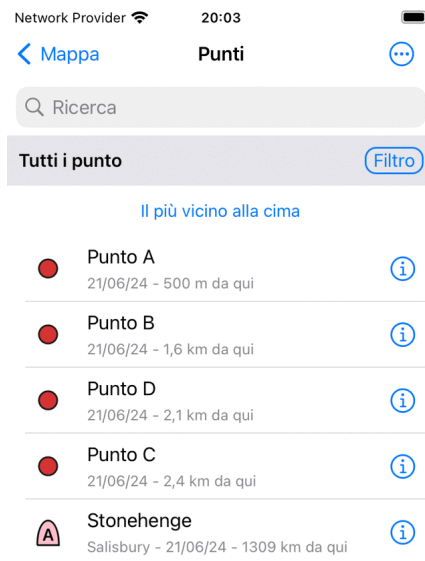 Network Provider 20:03
Mappa Punti
Ricerca
Tutti i punto Filtro
Il più vicino alla cima
Punto A
21/06/24 - 500 m da qui
Punto B
21/06/24 - 1,6 km da qui
Punto D
21/06/24 - 2,1 km da qui
Punto C
21/06/24 - 2,4 km da qui
A
Stonehenge
Salisbury - 21/06/24 - 1309 km da qui